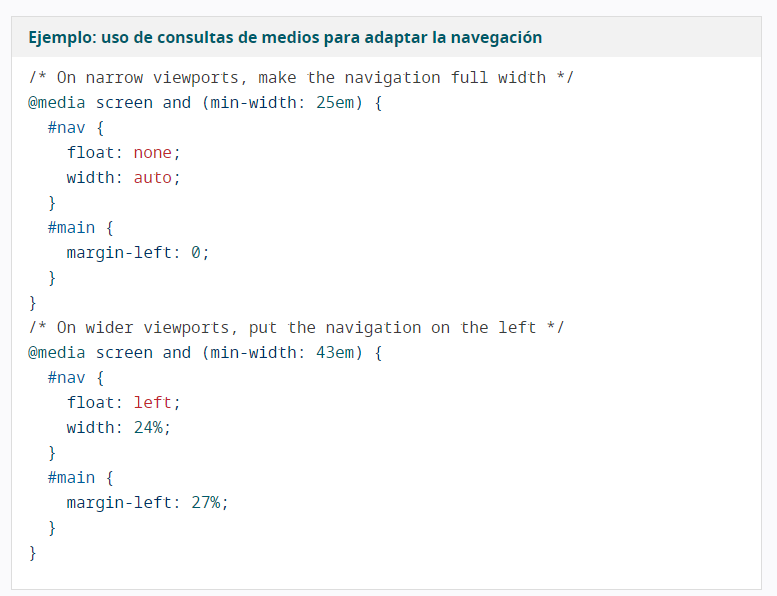 Ejemplo: uso de consultas de medios para adaptar la navegación
/* On narrow viewports, make the navigation full width */
@media screen and (min-width: 25em) {
  #nav {
    float: none;
    width: auto;
  }
  #main {
    margin-left: 0;
  }
}
/* On wider viewports, put the navigation on the left */
@media screen and (min-width: 43em) {
  #nav {
    float: left;
    width: 24%;
  }
  #main {
    margin-left: 27%;
  }
}